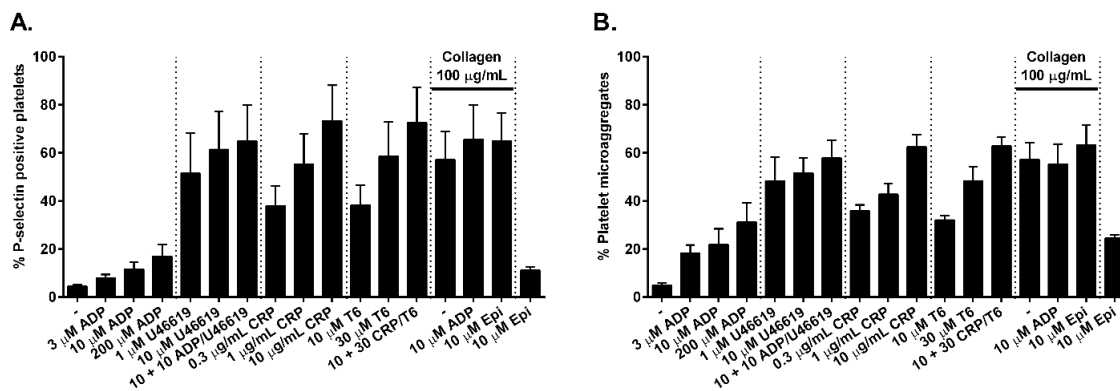 A.
% P-selectin positive platelets
100
80
60
40
20
0
Collagen
100 μg/mL
-
3 μM ADP
10 μM ADP
200 μM ADP
1 μM U46619
10 μM U46619
10 + 10 ADP/U46619
0.3 μg/mL CRP
1 μg/mL CRP
10 μg/mL CRP
10 μM T6
30 μM T6
10 + 30 CRP/T6
-
10 μM ADP
10 μM Epi
10 μM Epi
B.
% Platelet microaggregates
100
80
60
40
20
0
Collagen
100 μg/mL
-
3 μM ADP
10 μM ADP
200 μM ADP
1 μM U46619
10 μM U46619
10 + 10 ADP/U46619
0.3 μg/mL CRP
1 μg/mL CRP
10 μg/mL CRP
10 μM T6
30 μM T6
10 + 30 CRP/T6
-
10 μM ADP
10 μM Epi
10 μM Epi